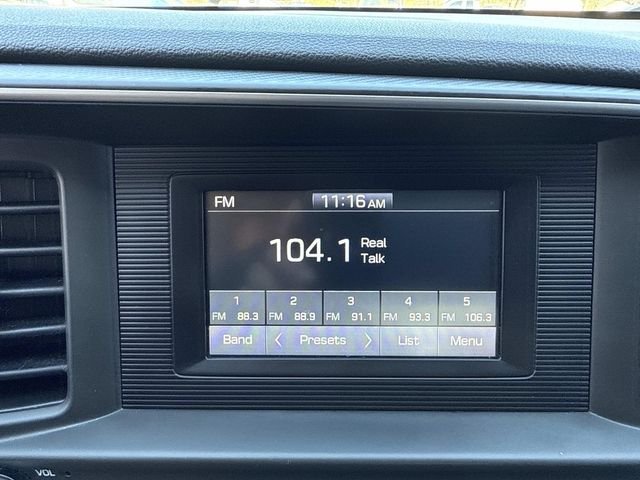 FM 11:16 AM
104.1 Real
Talk
1 2 3 4 5
FM 88.3 FM 88.9 FM 91.1 FM 93.3 FM 106.3
Band < Presets > List Menu
VOL